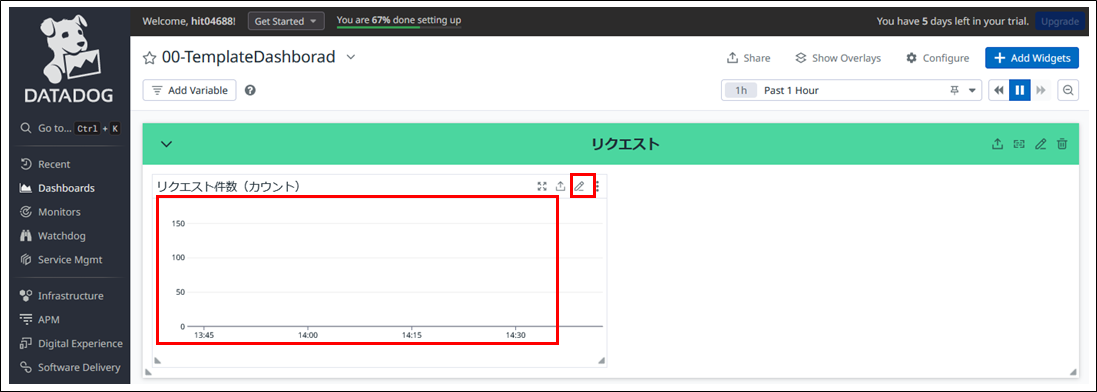 Welcome, hit04688!
Get Started
You are 67% done setting up
You have 5 days left in your trial.
Upgrade
DATADOG
Go to... Ctrl + K
Recent
Dashboards
Monitors
Watchdog
Service Mgmt
Infrastructure
APM
Digital Experience
Software Delivery
00-TemplateDashborad
Share
Show Overlays
Configure
+ Add Widgets
Add Variable
1h Past 1 Hour
リクエスト
リクエスト件数（カウント）
150
100
50
0
13:45 14:00 14:15 14:30